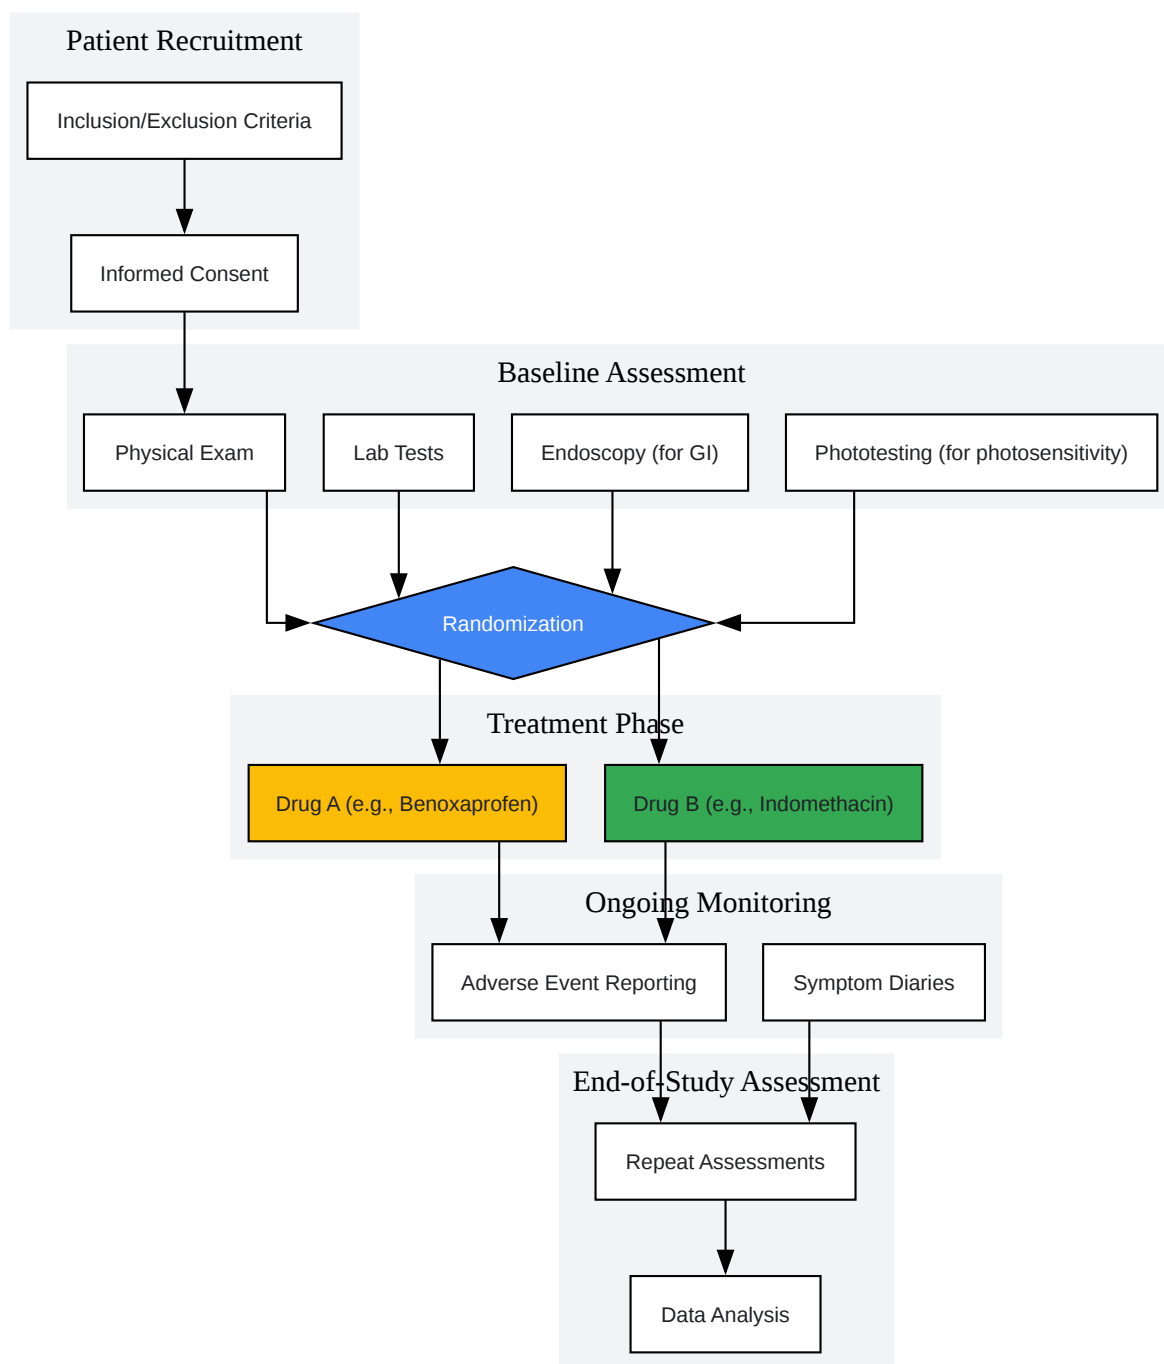 Patient Recruitment
Inclusion/Exclusion Criteria
Informed Consent
Baseline Assessment
Physical Exam
Lab Tests
Endoscopy (for GI)
Phototesting (for photosensitivity)
Randomization
Treatment Phase
Drug A (e.g., Benoxaprofen)
Drug B (e.g., Indomethacin)
Ongoing Monitoring
Adverse Event Reporting
Symptom Diaries
End-of-Study Assessment
Repeat Assessments
Data Analysis